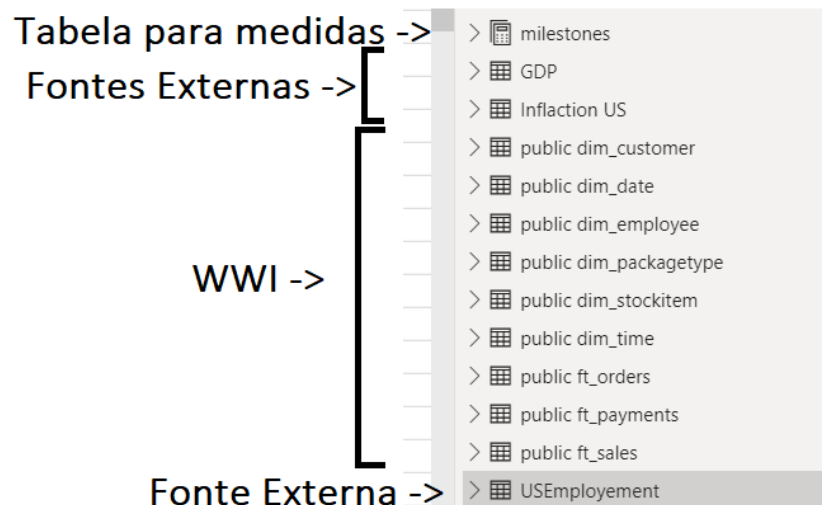 Tabela para medidas ->
milestones
Fontes Externas ->
GDP
Inflaction US
WWI ->
public dim_customer
public dim_date
public dim_employee
public dim_packagetype
public dim_stockitem
public dim_time
public ft_orders
public ft_payments
public ft_sales
Fonte Externa ->
USEmployement